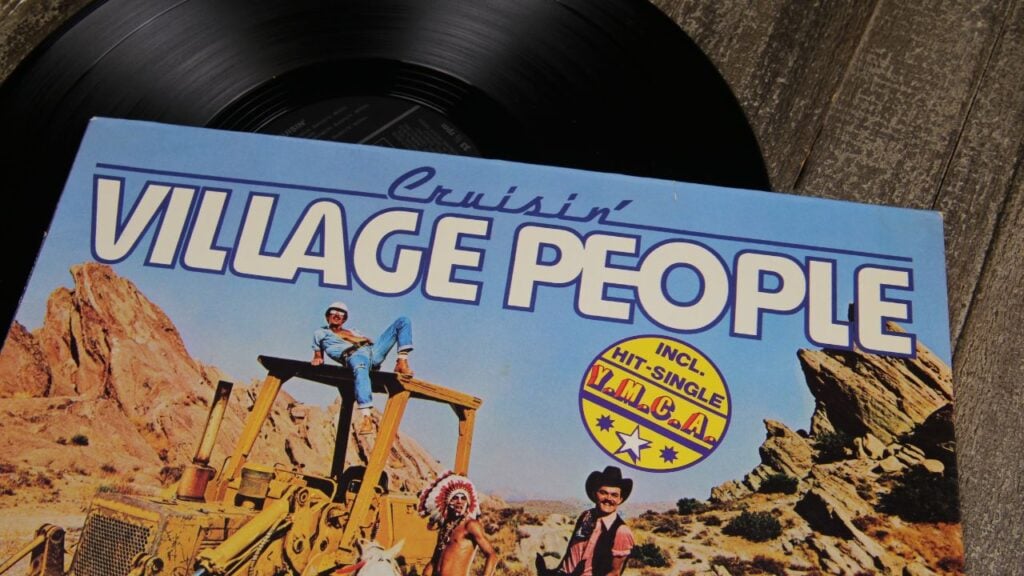 Cruisin'
VILLAGE PEOPLE
INCL.
HIT-SINGLE
Y.M.C.A.